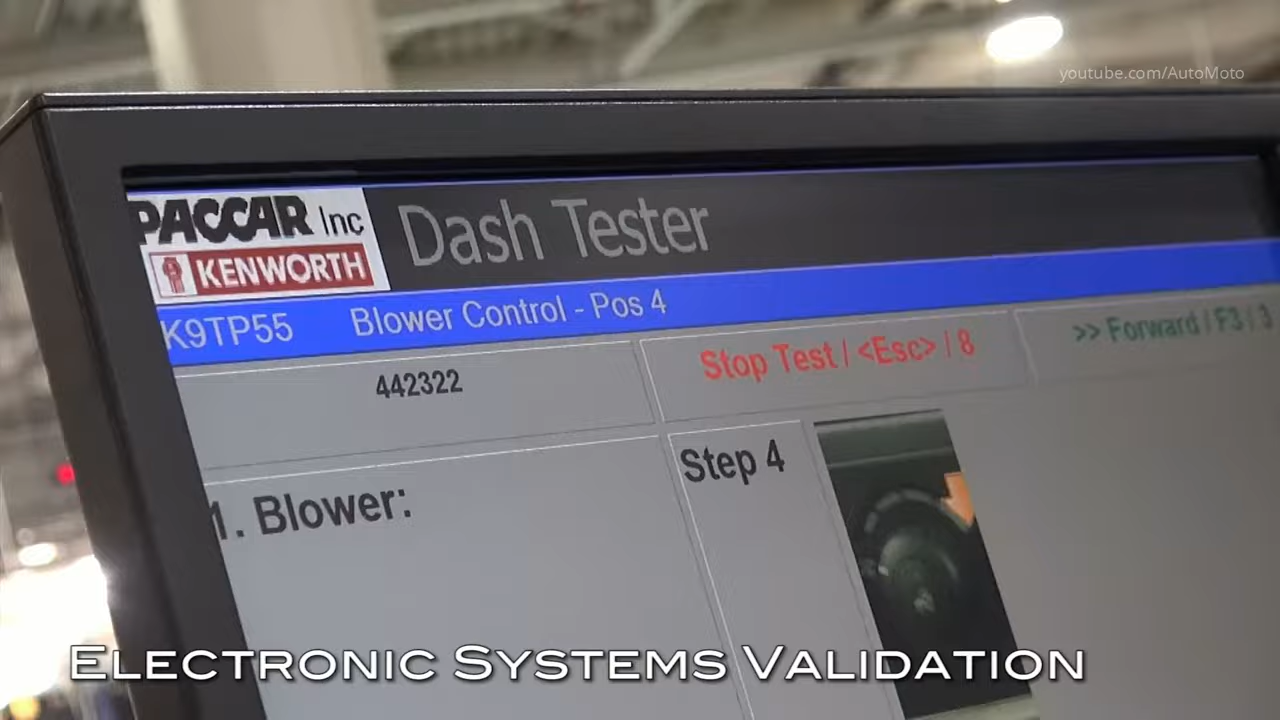 youtube.com/AutoMoto
PACCAR Inc
KENWORTH
Dash Tester
K9TP55 Blower Control - Pos 4
442322
Stop Test / <Esc> / 8
>> Forward / F3 / 3
1. Blower:
Step 4
Electronic Systems Validation